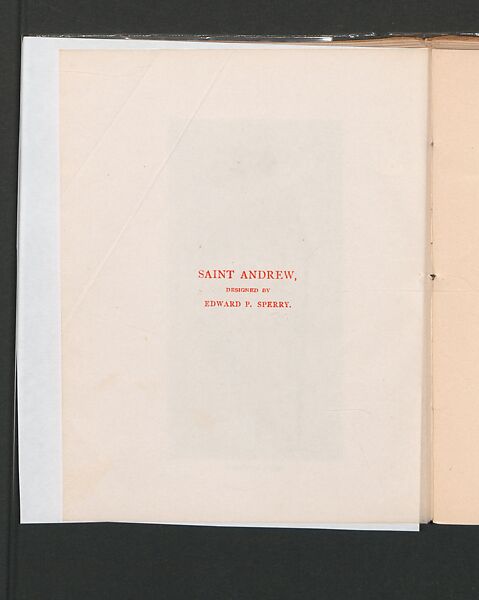 SAINT ANDREW,
DESIGNED BY
EDWARD P. SPERRY.